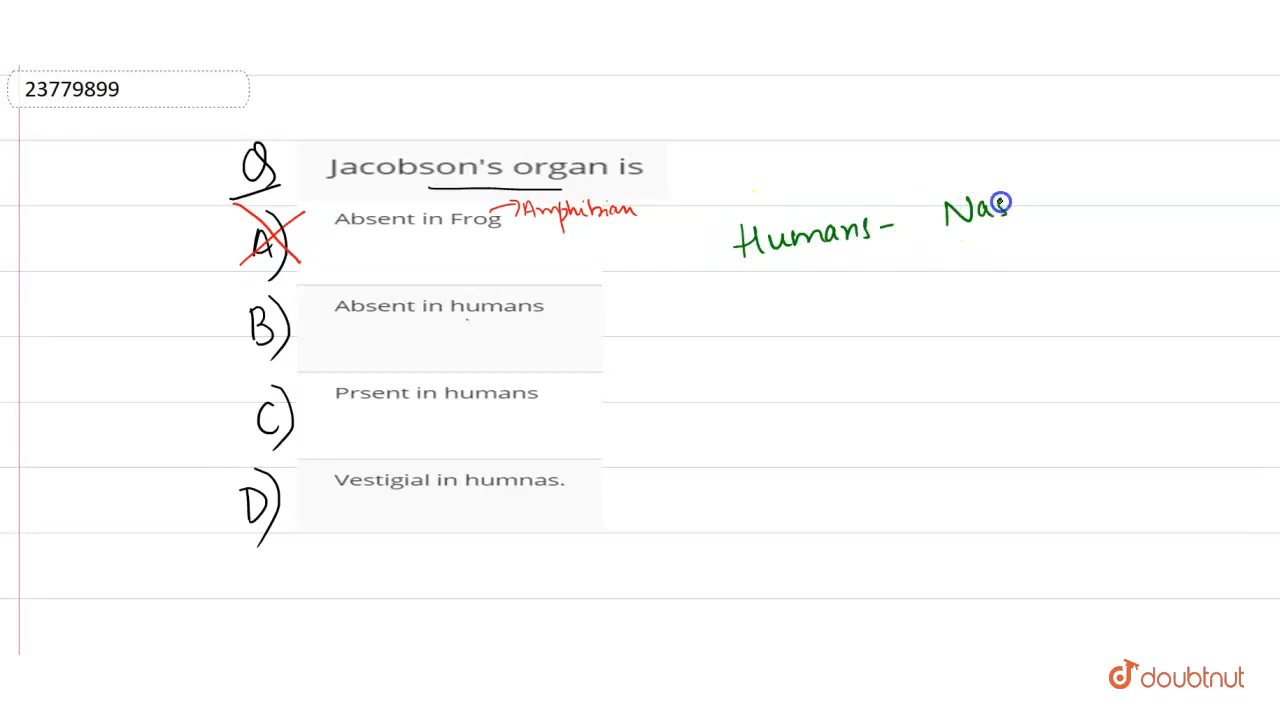 23779899
Q Jacobson's organ is
A) Absent in Frog → Amphibian
Humans - Nas
B) Absent in humans
C) Prsent in humans
D) Vestigial in humnas.
doubtnut